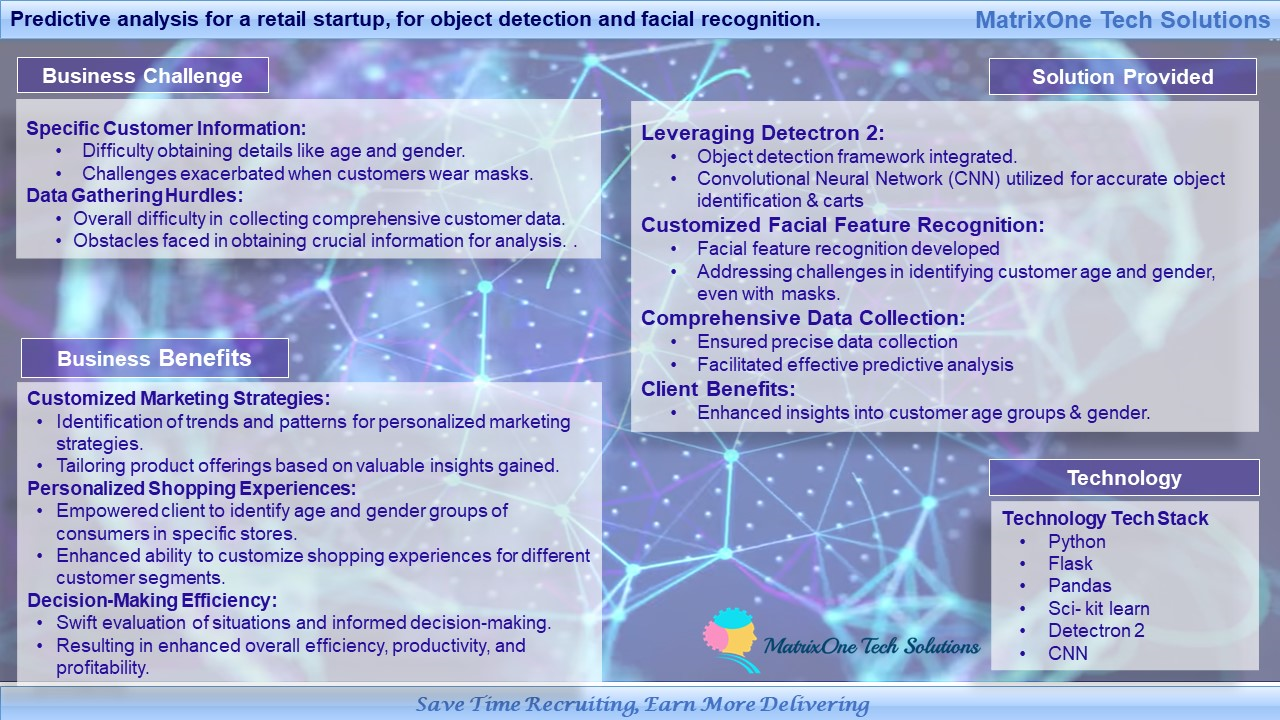 Predictive analysis for a retail startup, for object detection and facial recognition.
MatrixOne Tech Solutions
Business Challenge
Specific Customer Information:
• Difficulty obtaining details like age and gender.
• Challenges exacerbated when customers wear masks.
Data Gathering Hurdles:
• Overall difficulty in collecting comprehensive customer data.
• Obstacles faced in obtaining crucial information for analysis. .
Business Benefits
Customized Marketing Strategies:
• Identification of trends and patterns for personalized marketing
strategies.
• Tailoring product offerings based on valuable insights gained.
Personalized Shopping Experiences:
• Empowered client to identify age and gender groups of
consumers in specific stores.
• Enhanced ability to customize shopping experiences for different
customer segments.
Decision-Making Efficiency:
• Swift evaluation of situations and informed decision-making.
• Resulting in enhanced overall efficiency, productivity, and
profitability.
Solution Provided
Leveraging Detectron 2:
• Object detection framework integrated.
• Convolutional Neural Network (CNN) utilized for accurate object
identification & carts
Customized Facial Feature Recognition:
• Facial feature recognition developed
• Addressing challenges in identifying customer age and gender,
even with masks.
Comprehensive Data Collection:
• Ensured precise data collection
• Facilitated effective predictive analysis
Client Benefits:
• Enhanced insights into customer age groups & gender.
Technology
Technology Tech Stack
• Python
• Flask
• Pandas
• Sci- kit learn
• Detectron 2
• CNN
MatrixOne Tech Solutions
Save Time Recruiting, Earn More Delivering